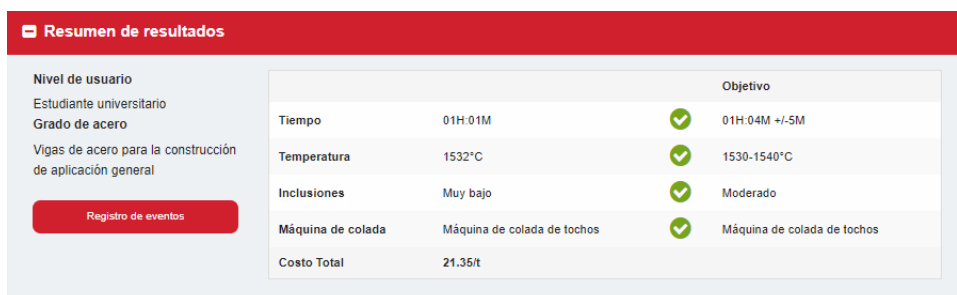 Resumen de resultados
Nivel de usuario
Estudiante universitario
Grado de acero
Vigas de acero para la construcción
de aplicación general
Registro de eventos
Objetivo
Tiempo 01H:01M 01H:04M +/-5M
Temperatura 1532°C 1530-1540°C
Inclusiones Muy bajo Moderado
Máquina de colada Máquina de colada de tochos Máquina de colada de tochos
Costo Total 21.35/t